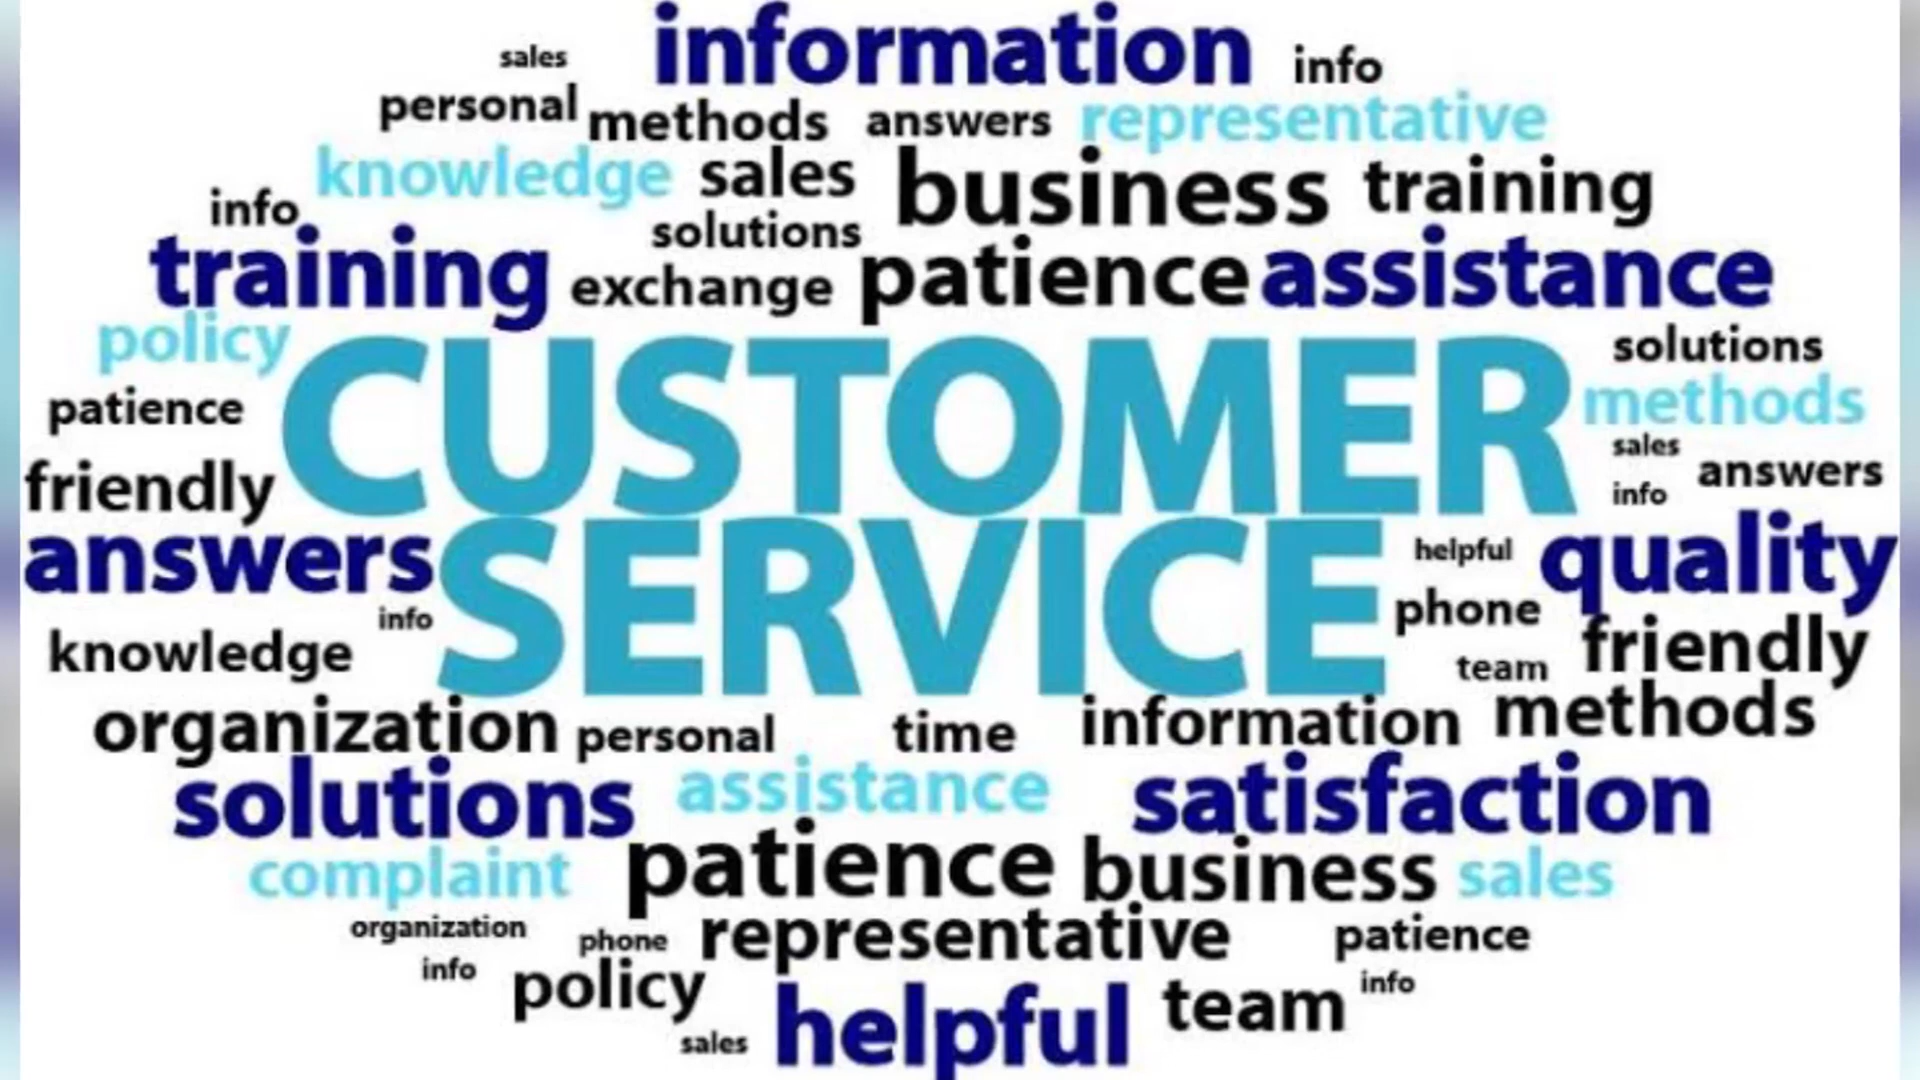 information
sales
info
personal methods answers representative
knowledge sales business training
info
solutions
training exchange patience assistance
policy
solutions
CUSTOMER
patience
methods
sales
answers
friendly
info
SERVICE
answers
helpful
quality
info
phone
knowledge
team
friendly
organization personal time information methods
solutions assistance satisfaction
complaint patience business sales
organization phone representative patience
info policy team info
sales helpful